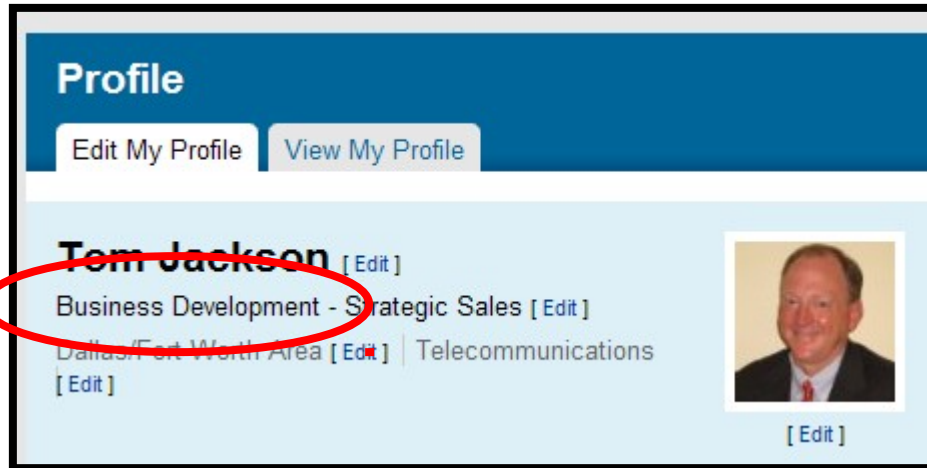 Profile
Edit My Profile View My Profile
Tom Jackson [ Edit ]
Business Development - Strategic Sales [ Edit ]
Dallas/Fort Worth Area [ Edit ] | Telecommunications
[ Edit ]
[ Edit ]